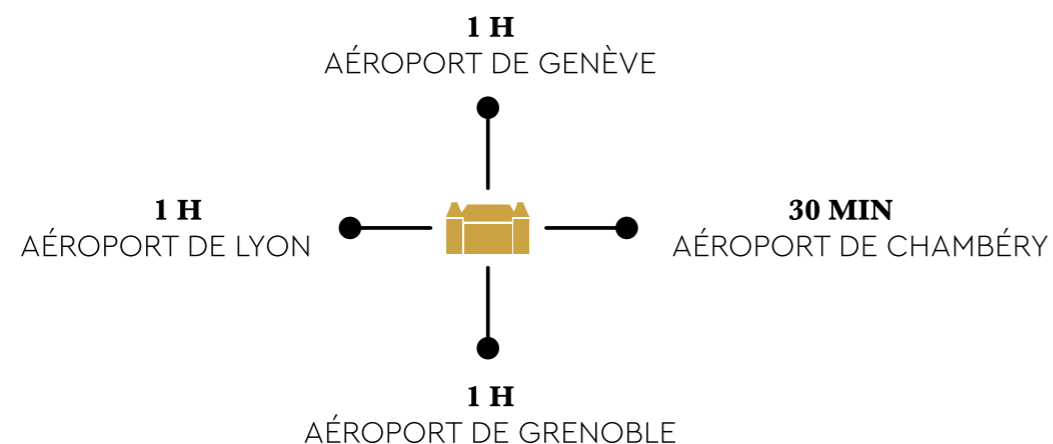 1 H
AÉROPORT DE GENÈVE
1 H
AÉROPORT DE LYON
30 MIN
AÉROPORT DE CHAMBÉRY
1 H
AÉROPORT DE GRENOBLE